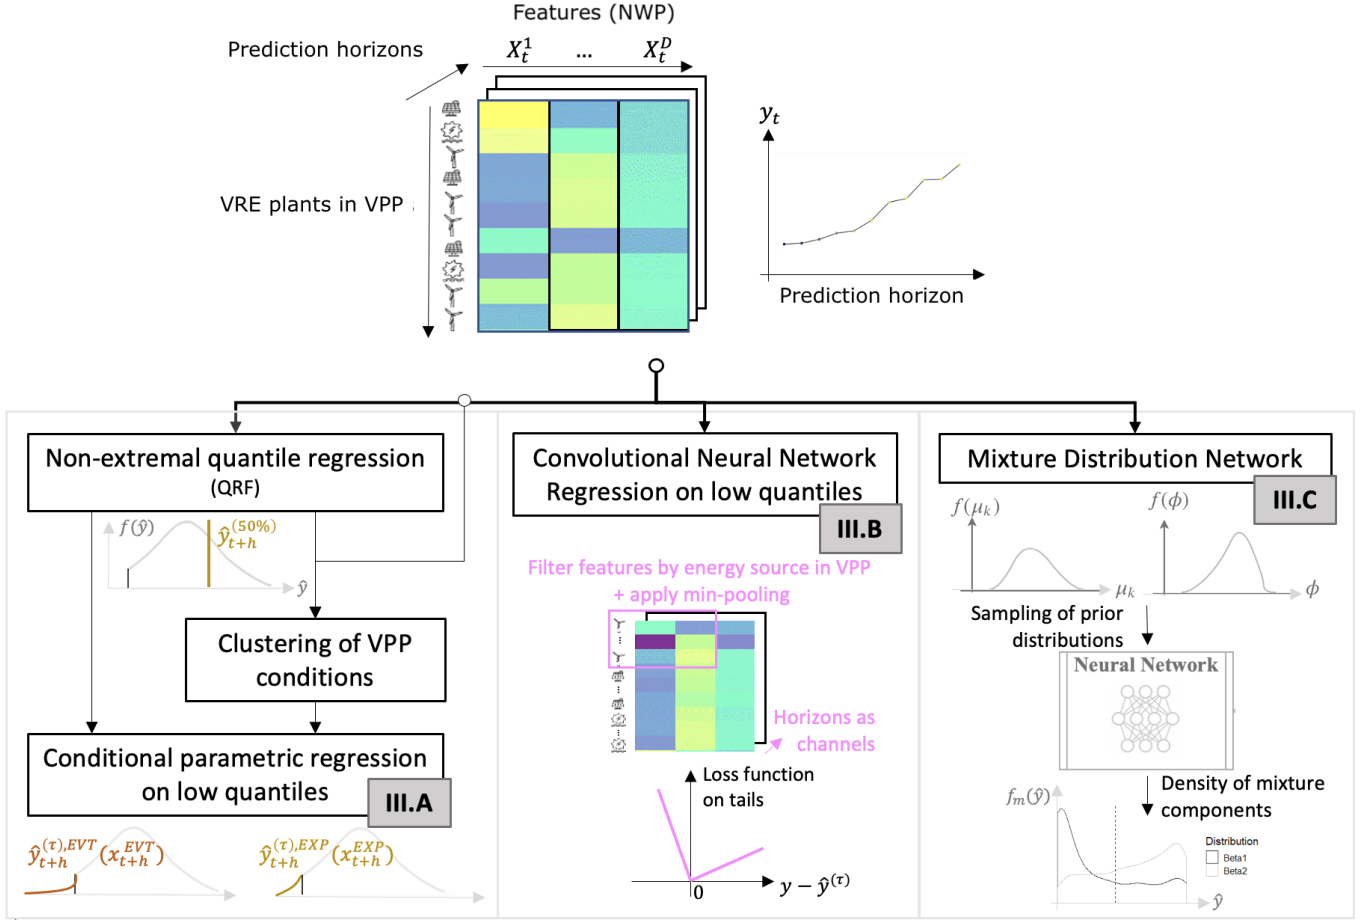 Features (NWP)
Prediction horizons
X_t^1 ... X_t^D
VRE plants in VPP
y_t
Prediction horizon
Non-extremal quantile regression
(QRF)
f(ŷ)
ŷ_{t+h}^{(50%)}
ŷ
Clustering of VPP
conditions
Conditional parametric regression
on low quantiles
III.A
ŷ_{t+h}^{(τ),EVT}(x_{t+h}^{EVT})
ŷ_{t+h}^{(τ),EXP}(x_{t+h}^{EXP})
Convolutional Neural Network
Regression on low quantiles
III.B
Filter features by energy source in VPP
+ apply min-pooling
Horizons as
channels
Loss function
on tails
0
y − ŷ^{(τ)}
Mixture Distribution Network
III.C
f(μ_k)
f(ϕ)
μ_k
ϕ
Sampling of prior
distributions
Neural Network
Density of mixture
components
f_m(ŷ)
Distribution
Beta1
Beta2
ŷ